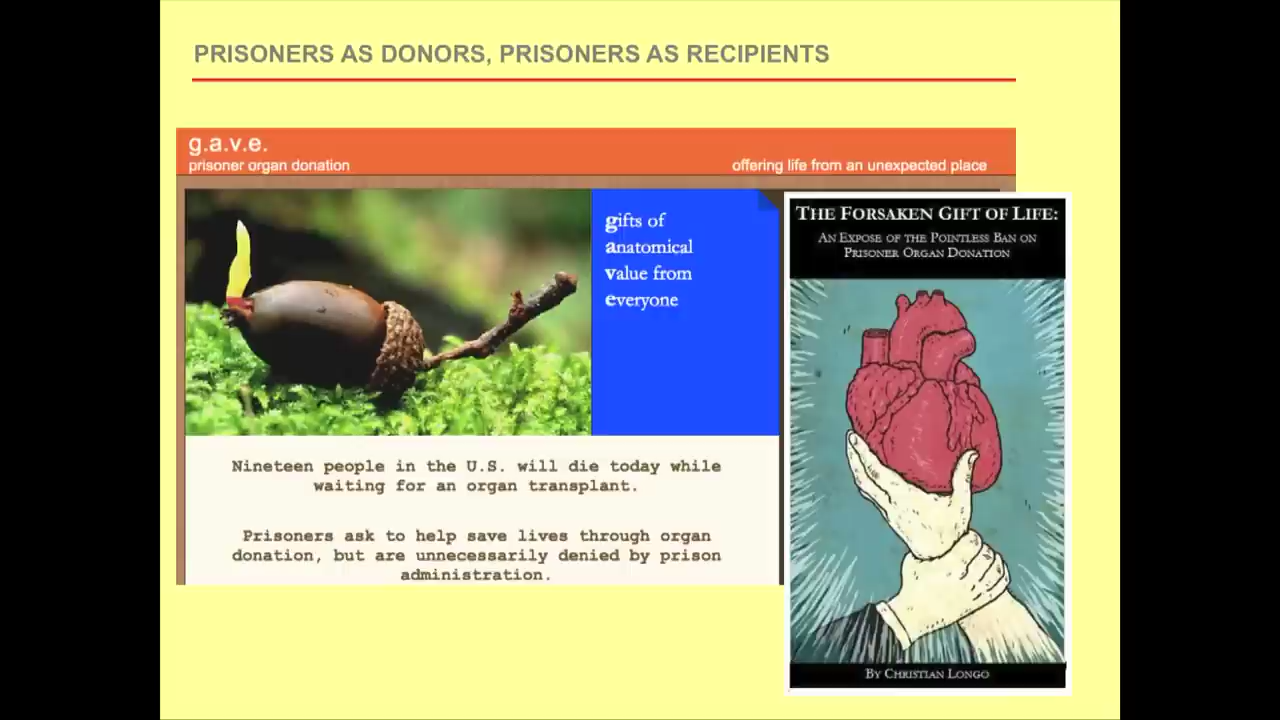 PRISONERS AS DONORS, PRISONERS AS RECIPIENTS
g.a.v.e.
prisoner organ donation
offering life from an unexpected place
gifts of
anatomical
value from
everyone
Nineteen people in the U.S. will die today while
waiting for an organ transplant.
Prisoners ask to help save lives through organ
donation, but are unnecessarily denied by prison
administration.
THE FORSAKEN GIFT OF LIFE:
AN EXPOSE OF THE POINTLESS BAN ON
PRISONER ORGAN DONATION
BY CHRISTIAN LONGO